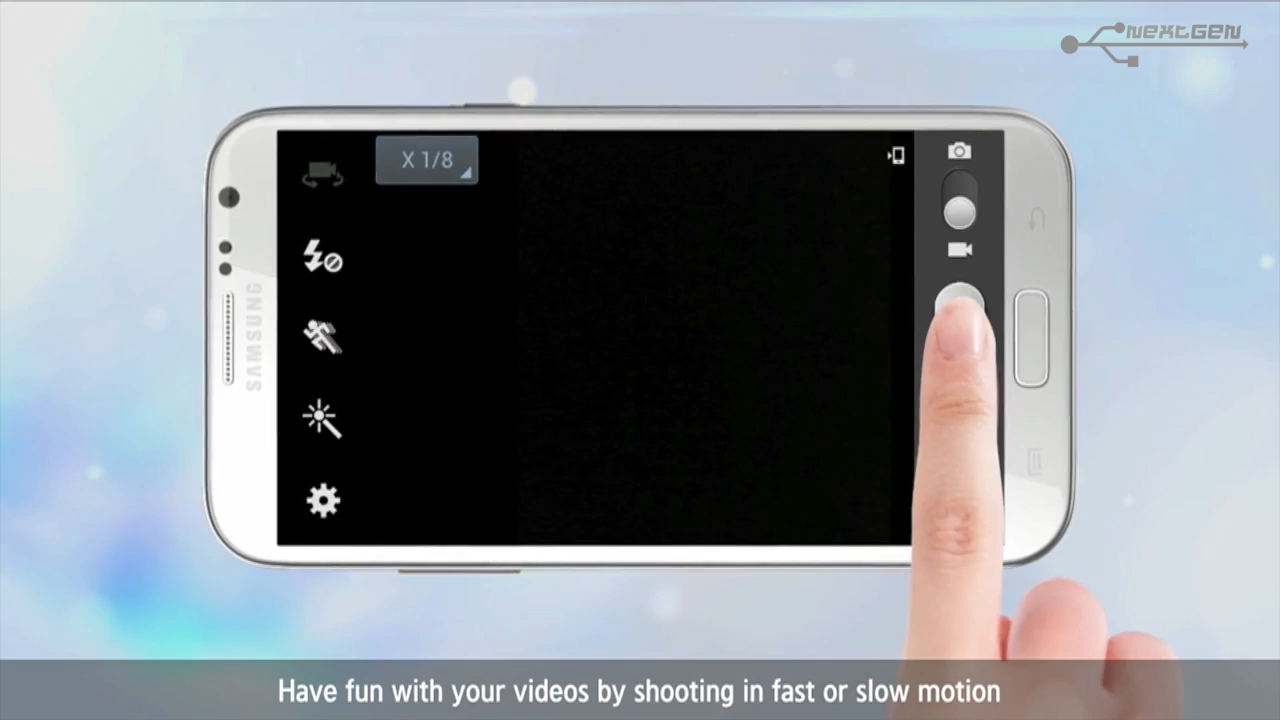 NEXTGEN
X 1/8
SAMSUNG
Have fun with your videos by shooting in fast or slow motion